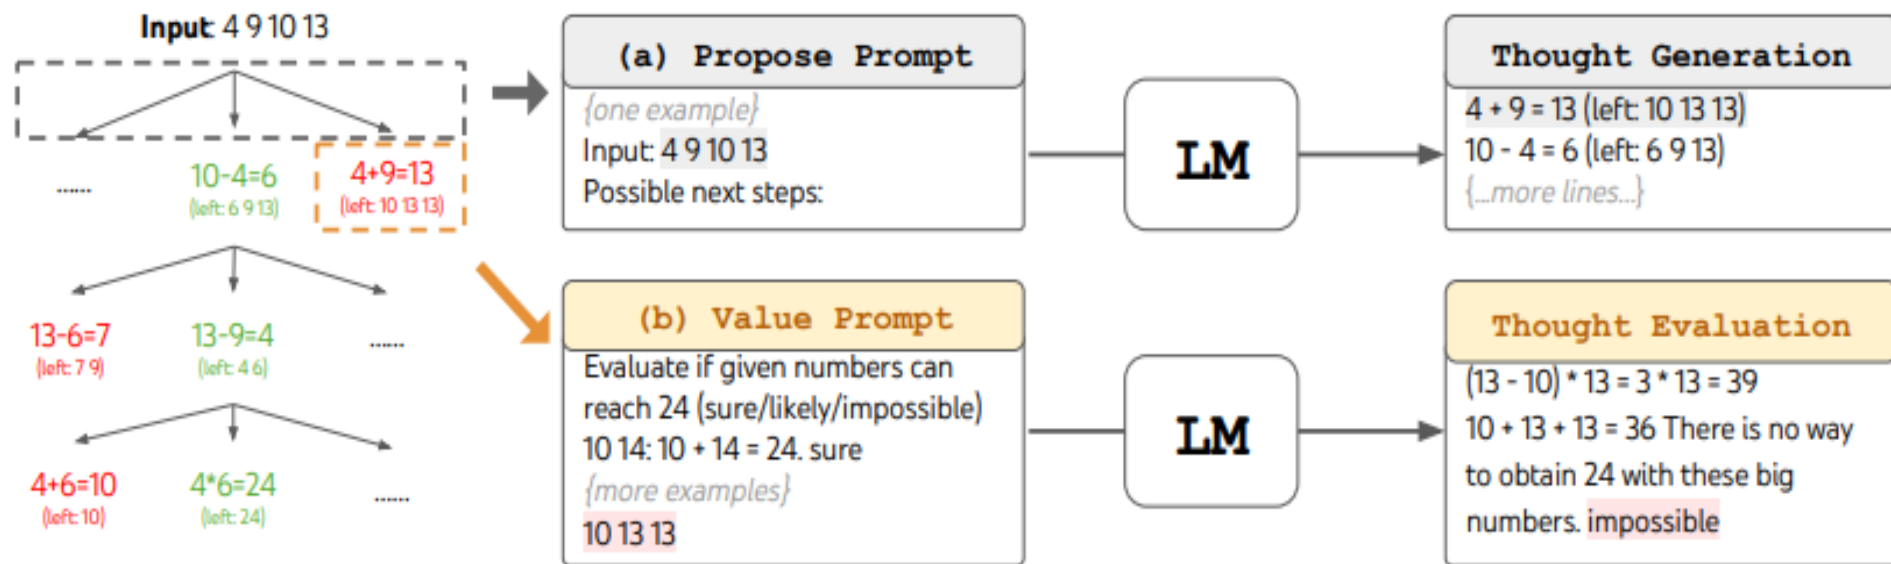 Input: 4 9 10 13
......
10-4=6
(left: 6 9 13)
4+9=13
(left: 10 13 13)
13-6=7
(left: 7 9)
13-9=4
(left: 4 6)
......
4+6=10
(left: 10)
4*6=24
(left: 24)
......
(a) Propose Prompt
{one example}
Input: 4 9 10 13
Possible next steps:
LM
Thought Generation
4 + 9 = 13 (left: 10 13 13)
10 - 4 = 6 (left: 6 9 13)
{...more lines...}
(b) Value Prompt
Evaluate if given numbers can
reach 24 (sure/likely/impossible)
10 14: 10 + 14 = 24. sure
{more examples}
10 13 13
LM
Thought Evaluation
(13 - 10) * 13 = 3 * 13 = 39
10 + 13 + 13 = 36 There is no way
to obtain 24 with these big
numbers. impossible